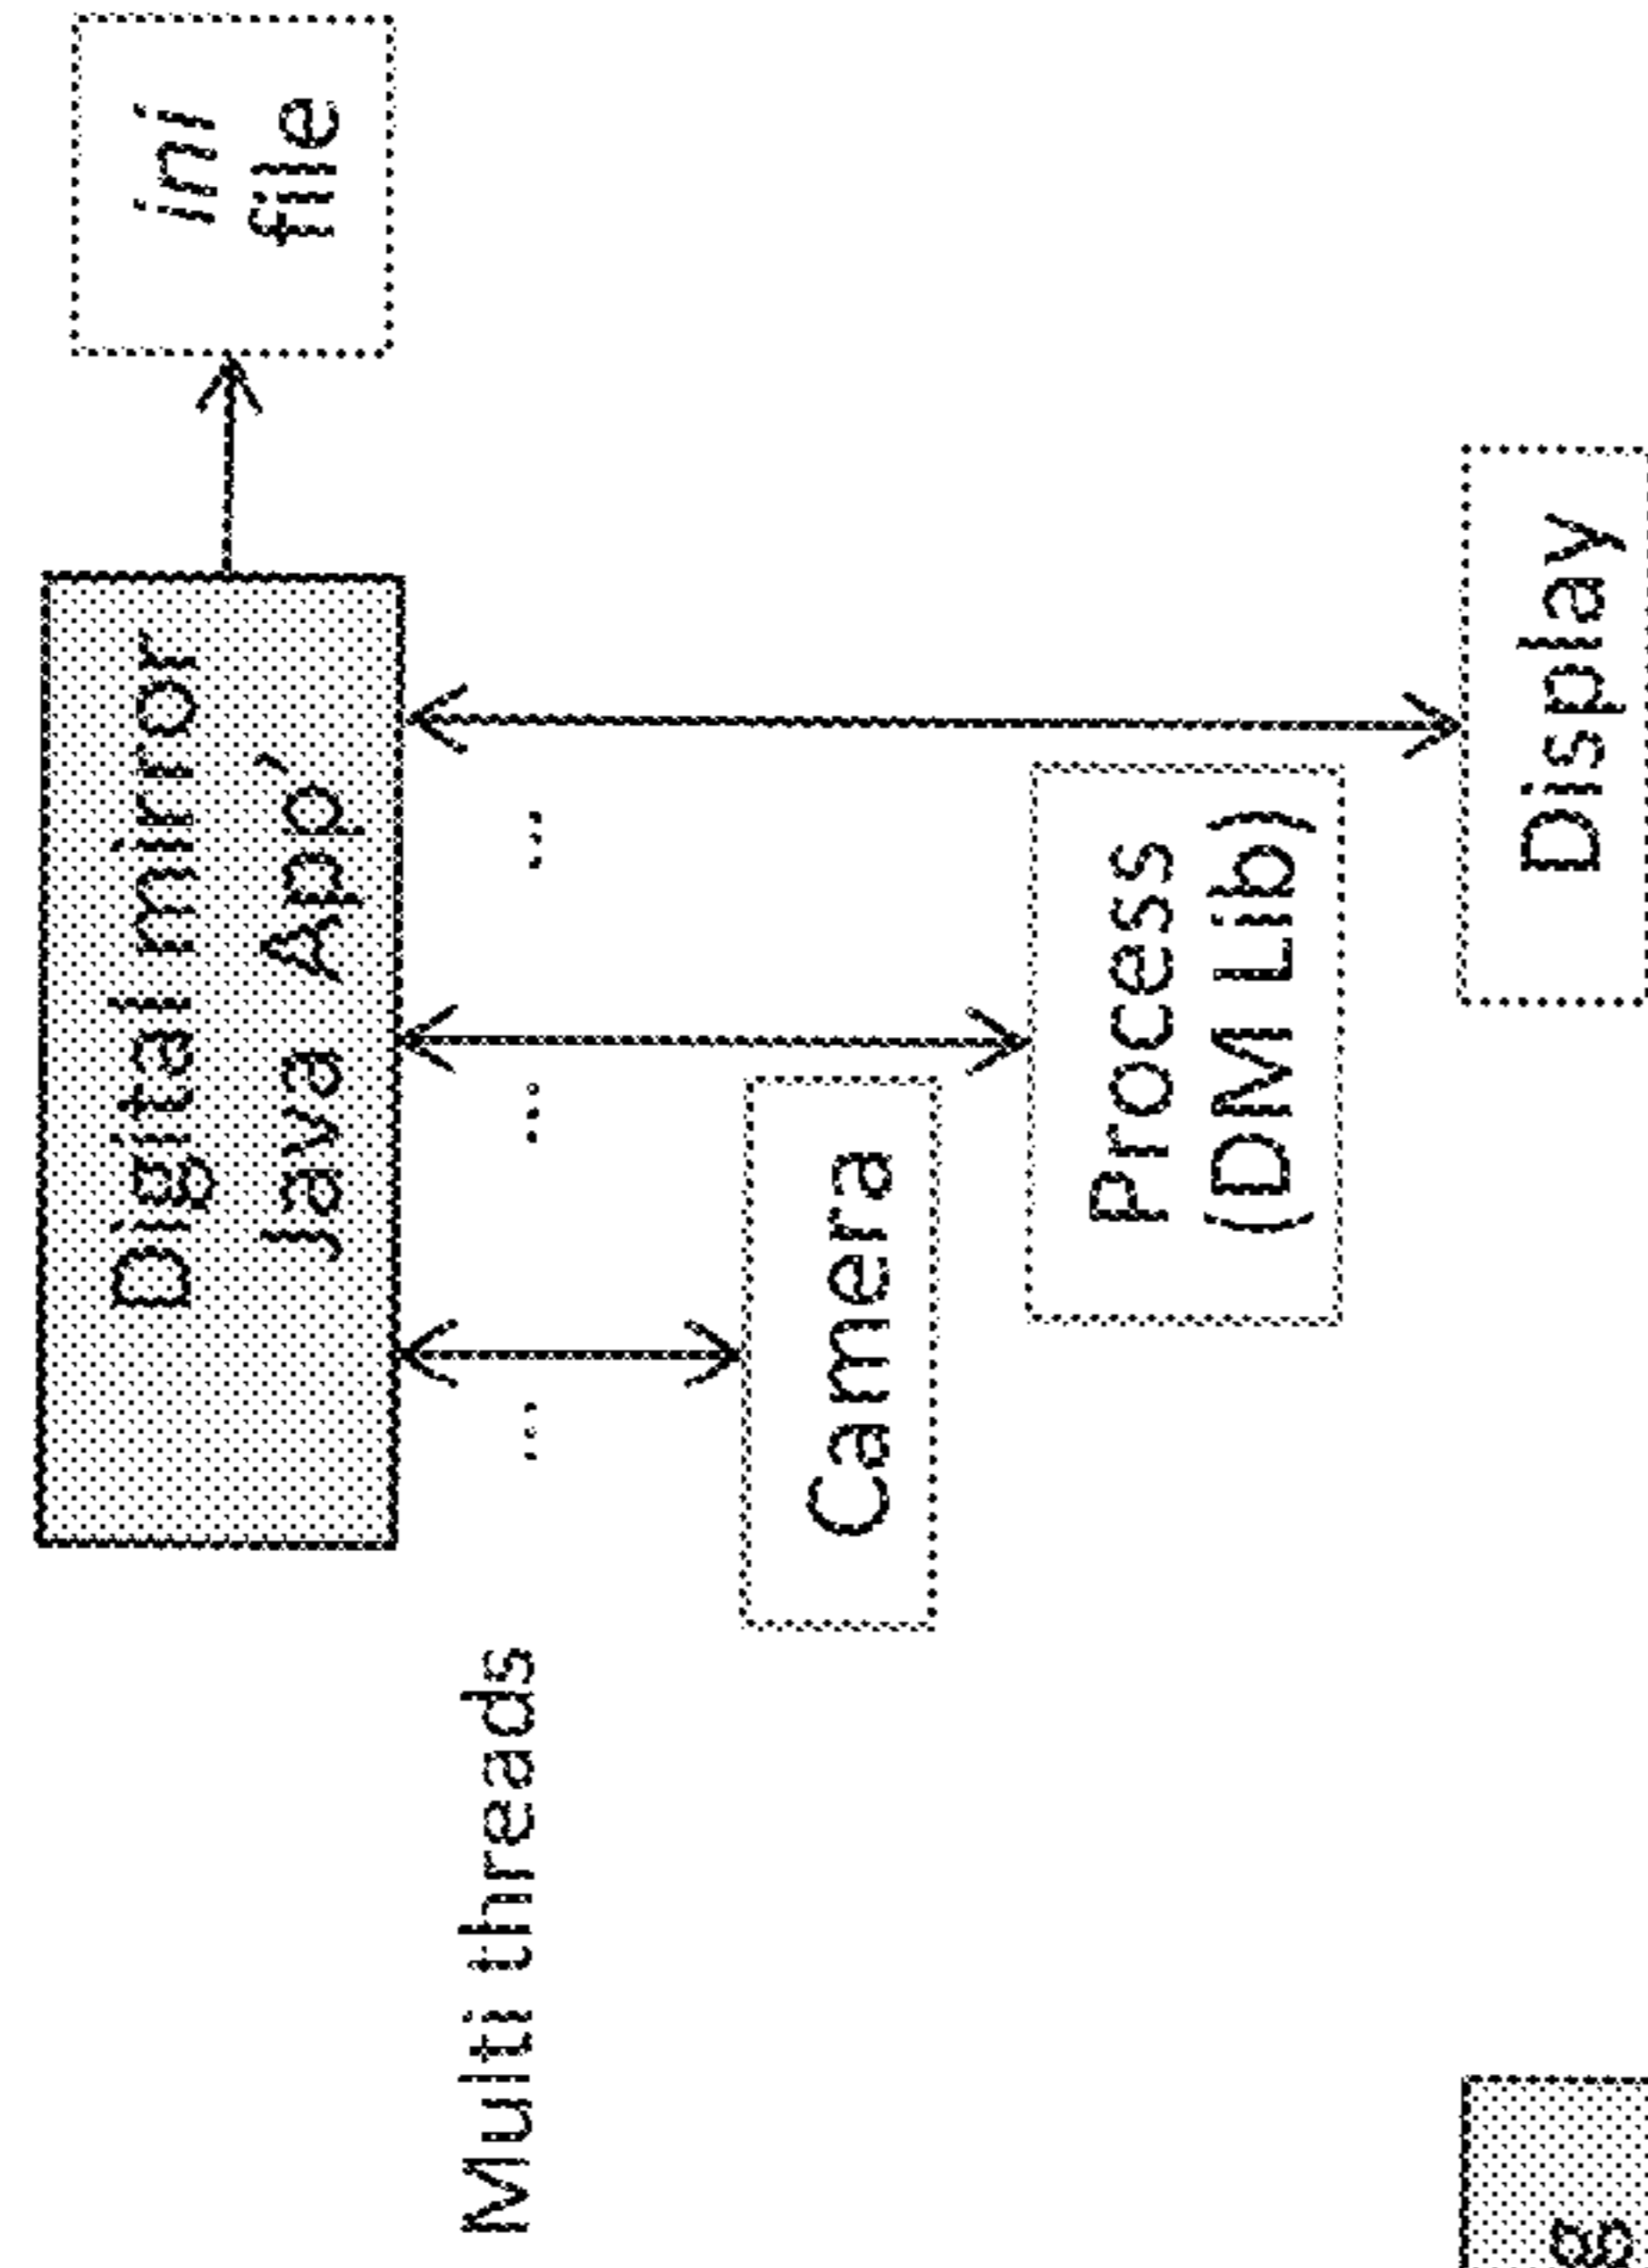 Digital mirror
Java App'
ini
file
Multi threads
...
...
...
Camera
Process
(DM Lib)
Display